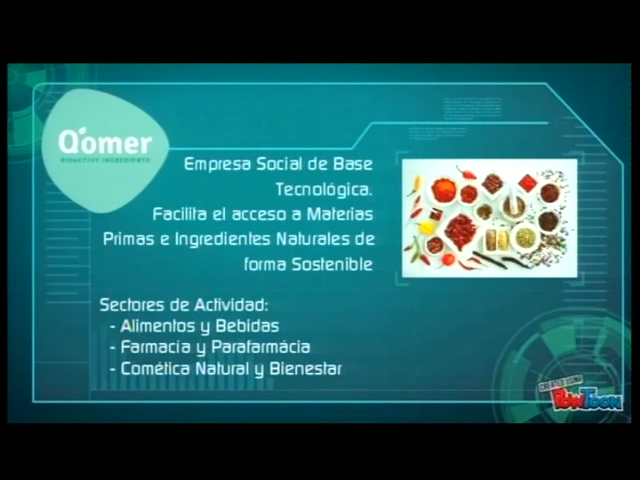 Q'omer
BIOACTIVE INGREDIENTS
Empresa Social de Base
Tecnológica.
Facilita el acceso a Materias
Primas e Ingredientes Naturales de
forma Sostenible
Sectores de Actividad:
- Alimentos y Bebidas
- Farmacia y Parafarmácia
- Comética Natural y Bienestar
CREATED USING
PowToon